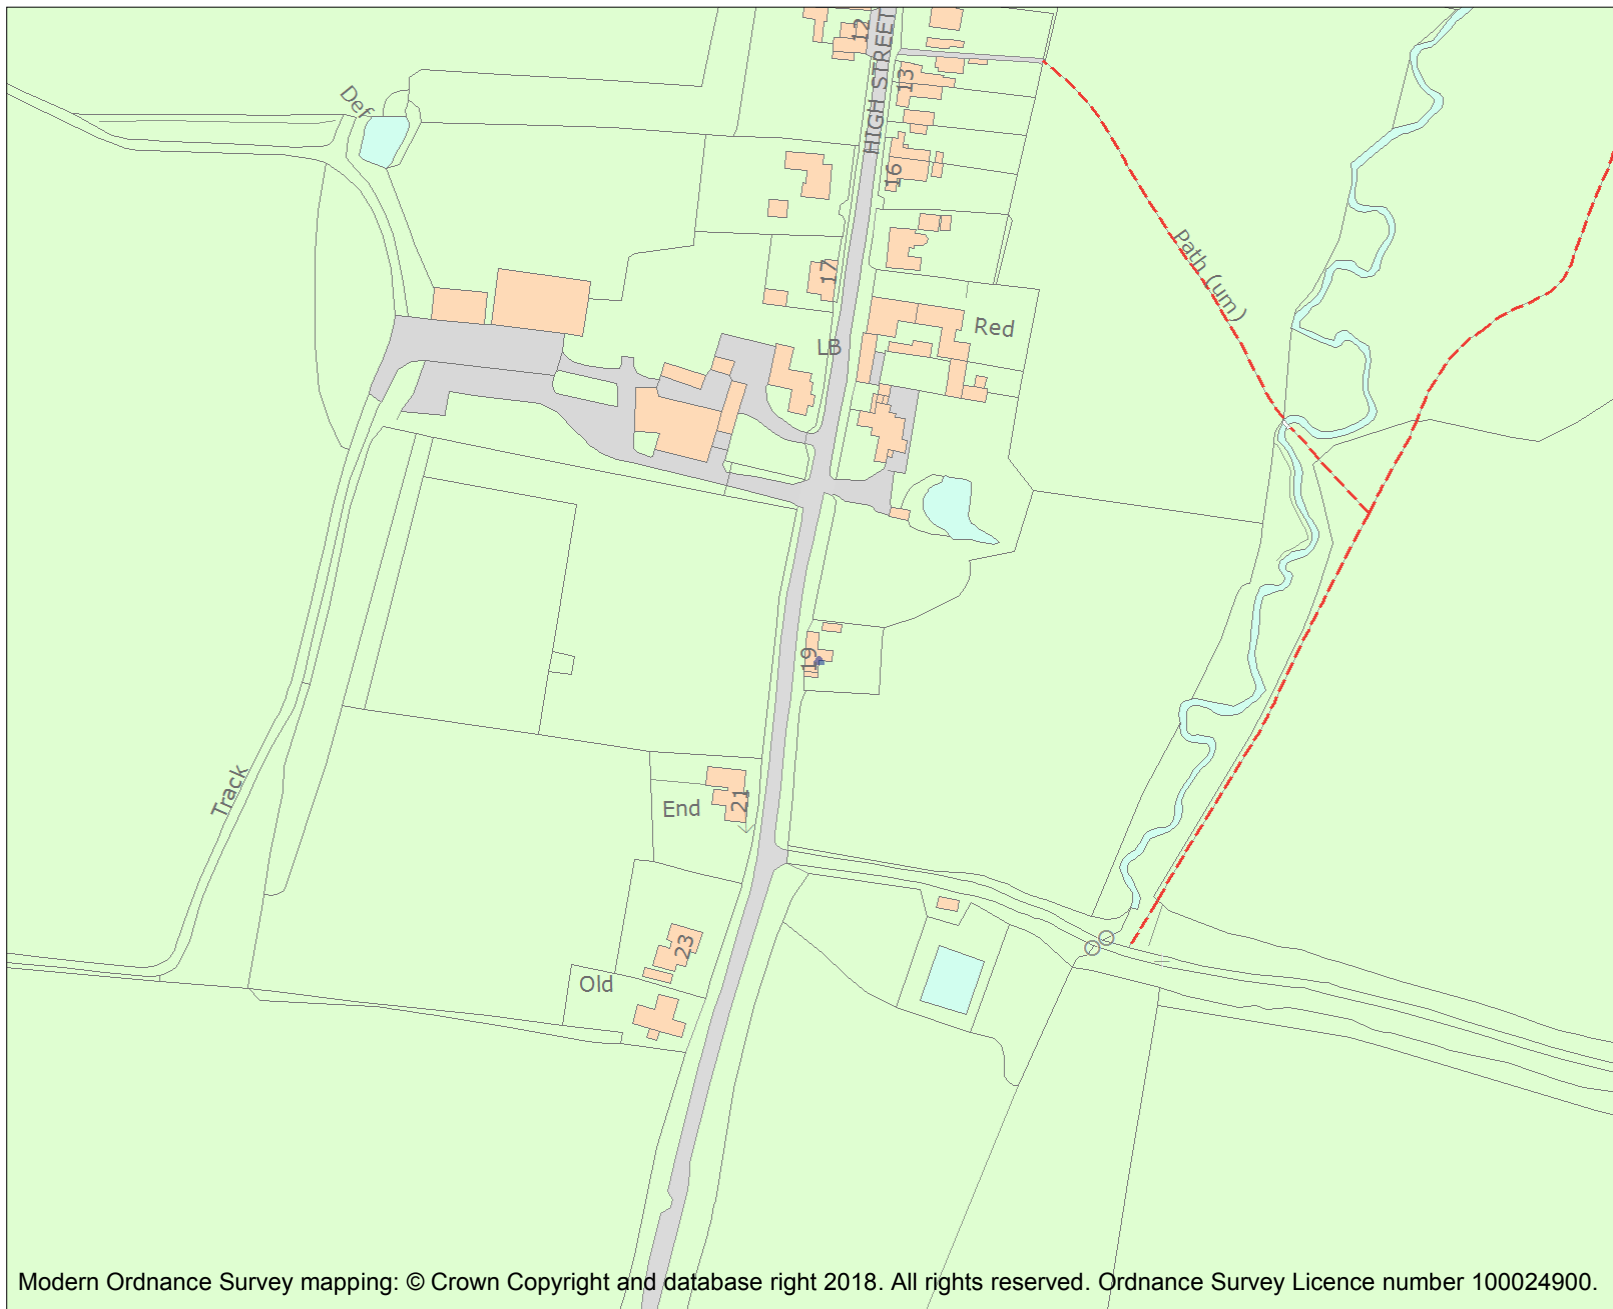 12
HIGH STREET
13
Def
16
Path (um)
17
Red
LB
19
Track
End
21
23
Old
Modern Ordnance Survey mapping: © Crown Copyright and database right 2018. All rights reserved. Ordnance Survey Licence number 100024900.